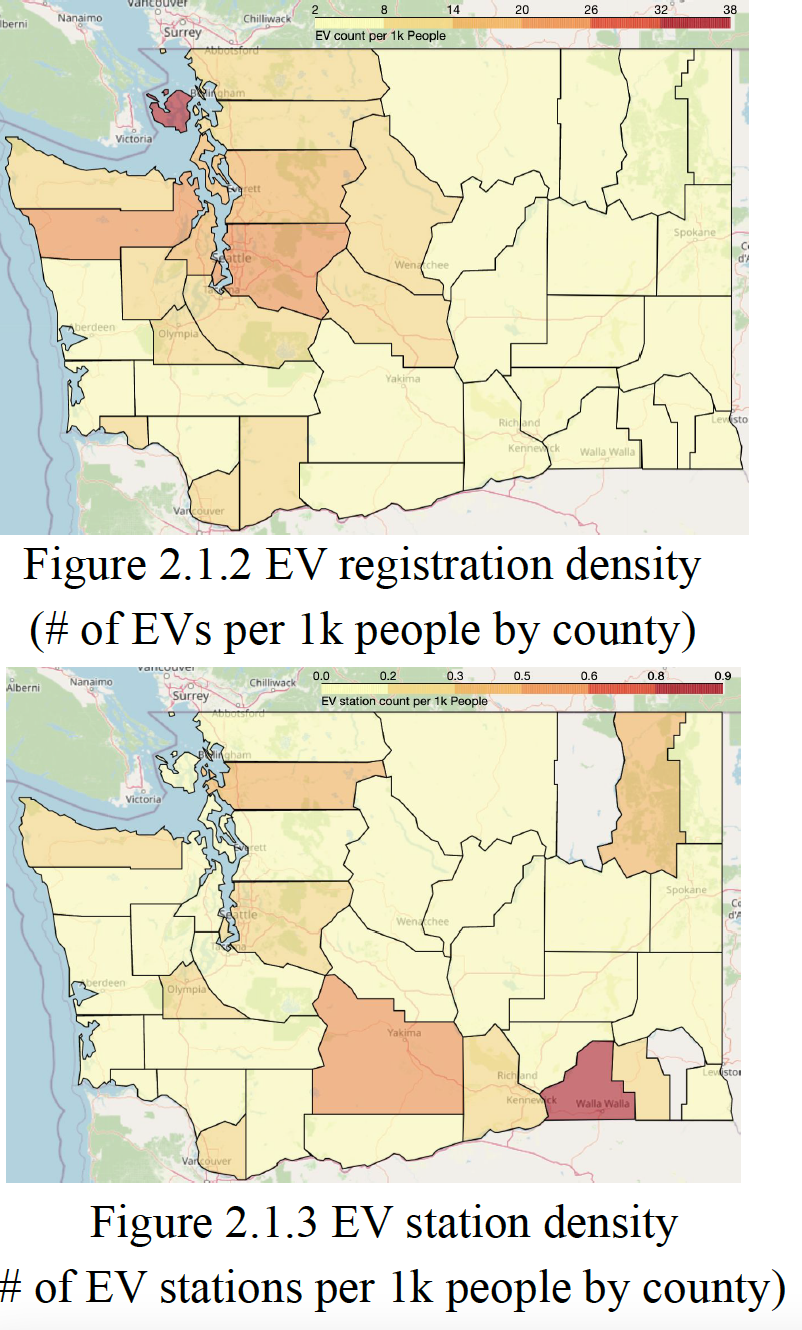 Vancouver
Nanaimo
Chilliwack
Surrey
2 8 14 20 26 32 38
EV count per 1k People
Abbotsford
Bellingham
Victoria
Everett
Seattle
Spokane
Wenatchee
Aberdeen
Olympia
Yakima
Richland
Kennewick
Walla Walla
Lewisto
Vancouver
Figure 2.1.2 EV registration density
(# of EVs per 1k people by county)
Vancouver
Alberni
Nanaimo
Chilliwack
Surrey
0.0 0.2 0.3 0.5 0.6 0.8 0.9
EV station count per 1k People
Abbotsford
Bellingham
Victoria
Everett
Seattle
Spokane
Wenatchee
Tacoma
Aberdeen
Olympia
Yakima
Richland
Kennewick
Walla Walla
Lewiston
Vancouver
Figure 2.1.3 EV station density
# of EV stations per 1k people by county)